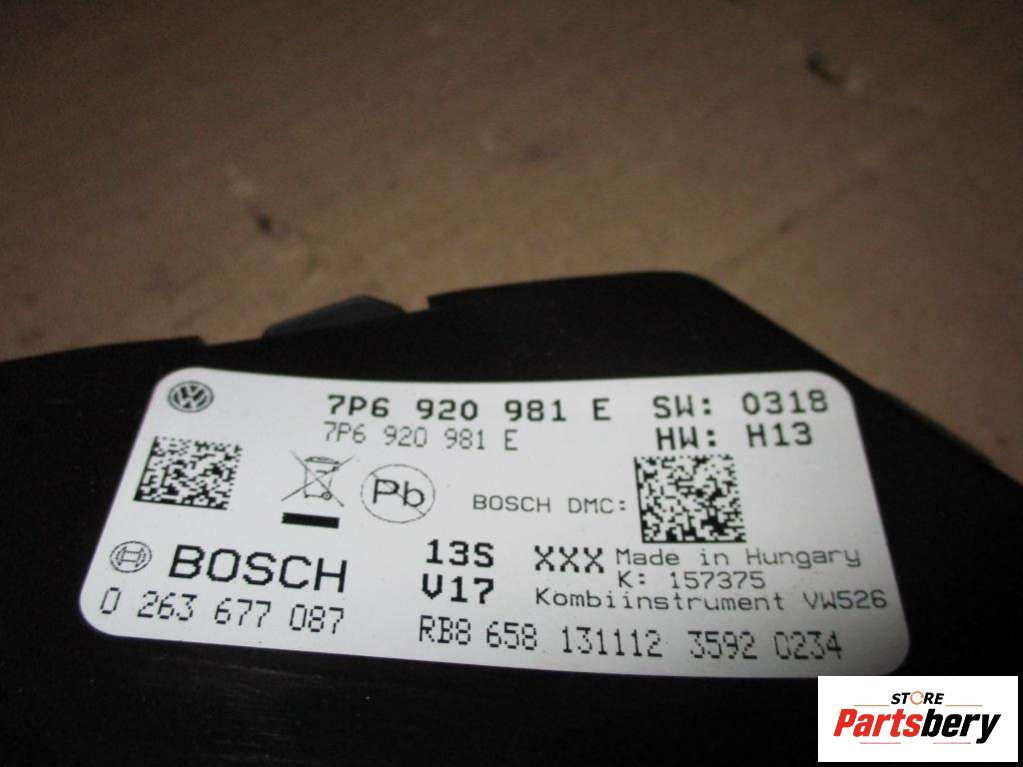 7P6 920 981 E SW: 0318
7P6 920 981 E HW: H13
Pb
BOSCH DMC:
BOSCH 13S XXX Made in Hungary
V17 K: 157375
Kombiinstrument VW526
0 263 677 087 RB8 658 131112 3592 0234
STORE
Partsbery